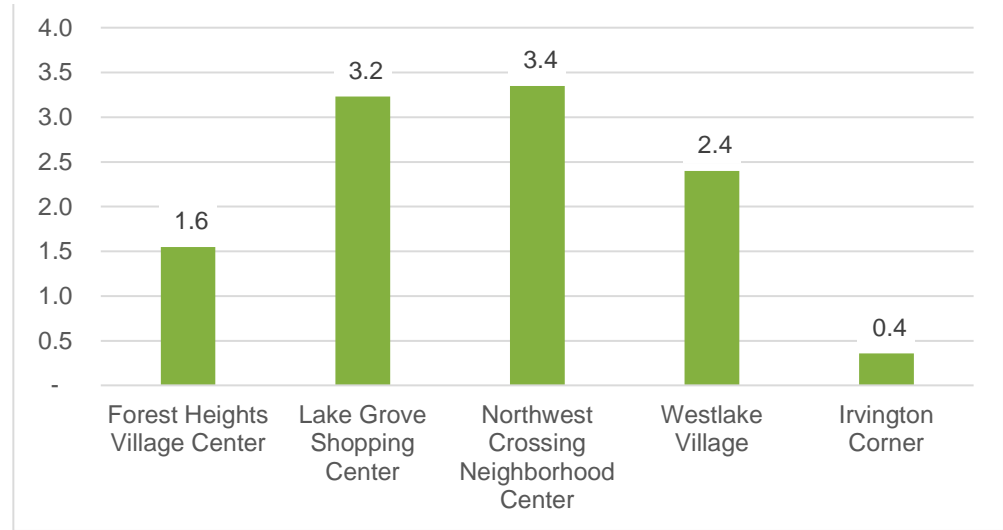 4.0
3.5
3.0
2.5
2.0
1.5
1.0
0.5
-
1.6
3.2
3.4
2.4
0.4
Forest Heights
Village Center
Lake Grove
Shopping
Center
Northwest
Crossing
Neighborhood
Center
Westlake
Village
Irvington
Corner